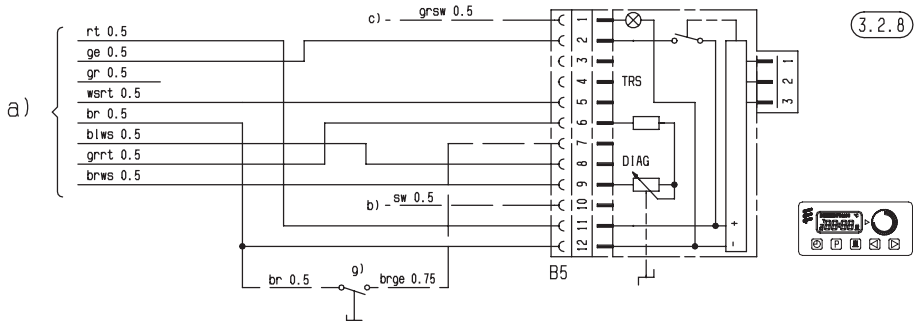 c) grsw 0.5
3.2.8
a)
rt 0.5
ge 0.5
gr 0.5
wsrt 0.5
br 0.5
blws 0.5
grrt 0.5
brws 0.5
b) sw 0.5
1
2
3
4
5
6
7
8
9
10
11
12
B5
TRS
DIAG
+
-
1
2
3
br 0.5
g)
brge 0.75
P